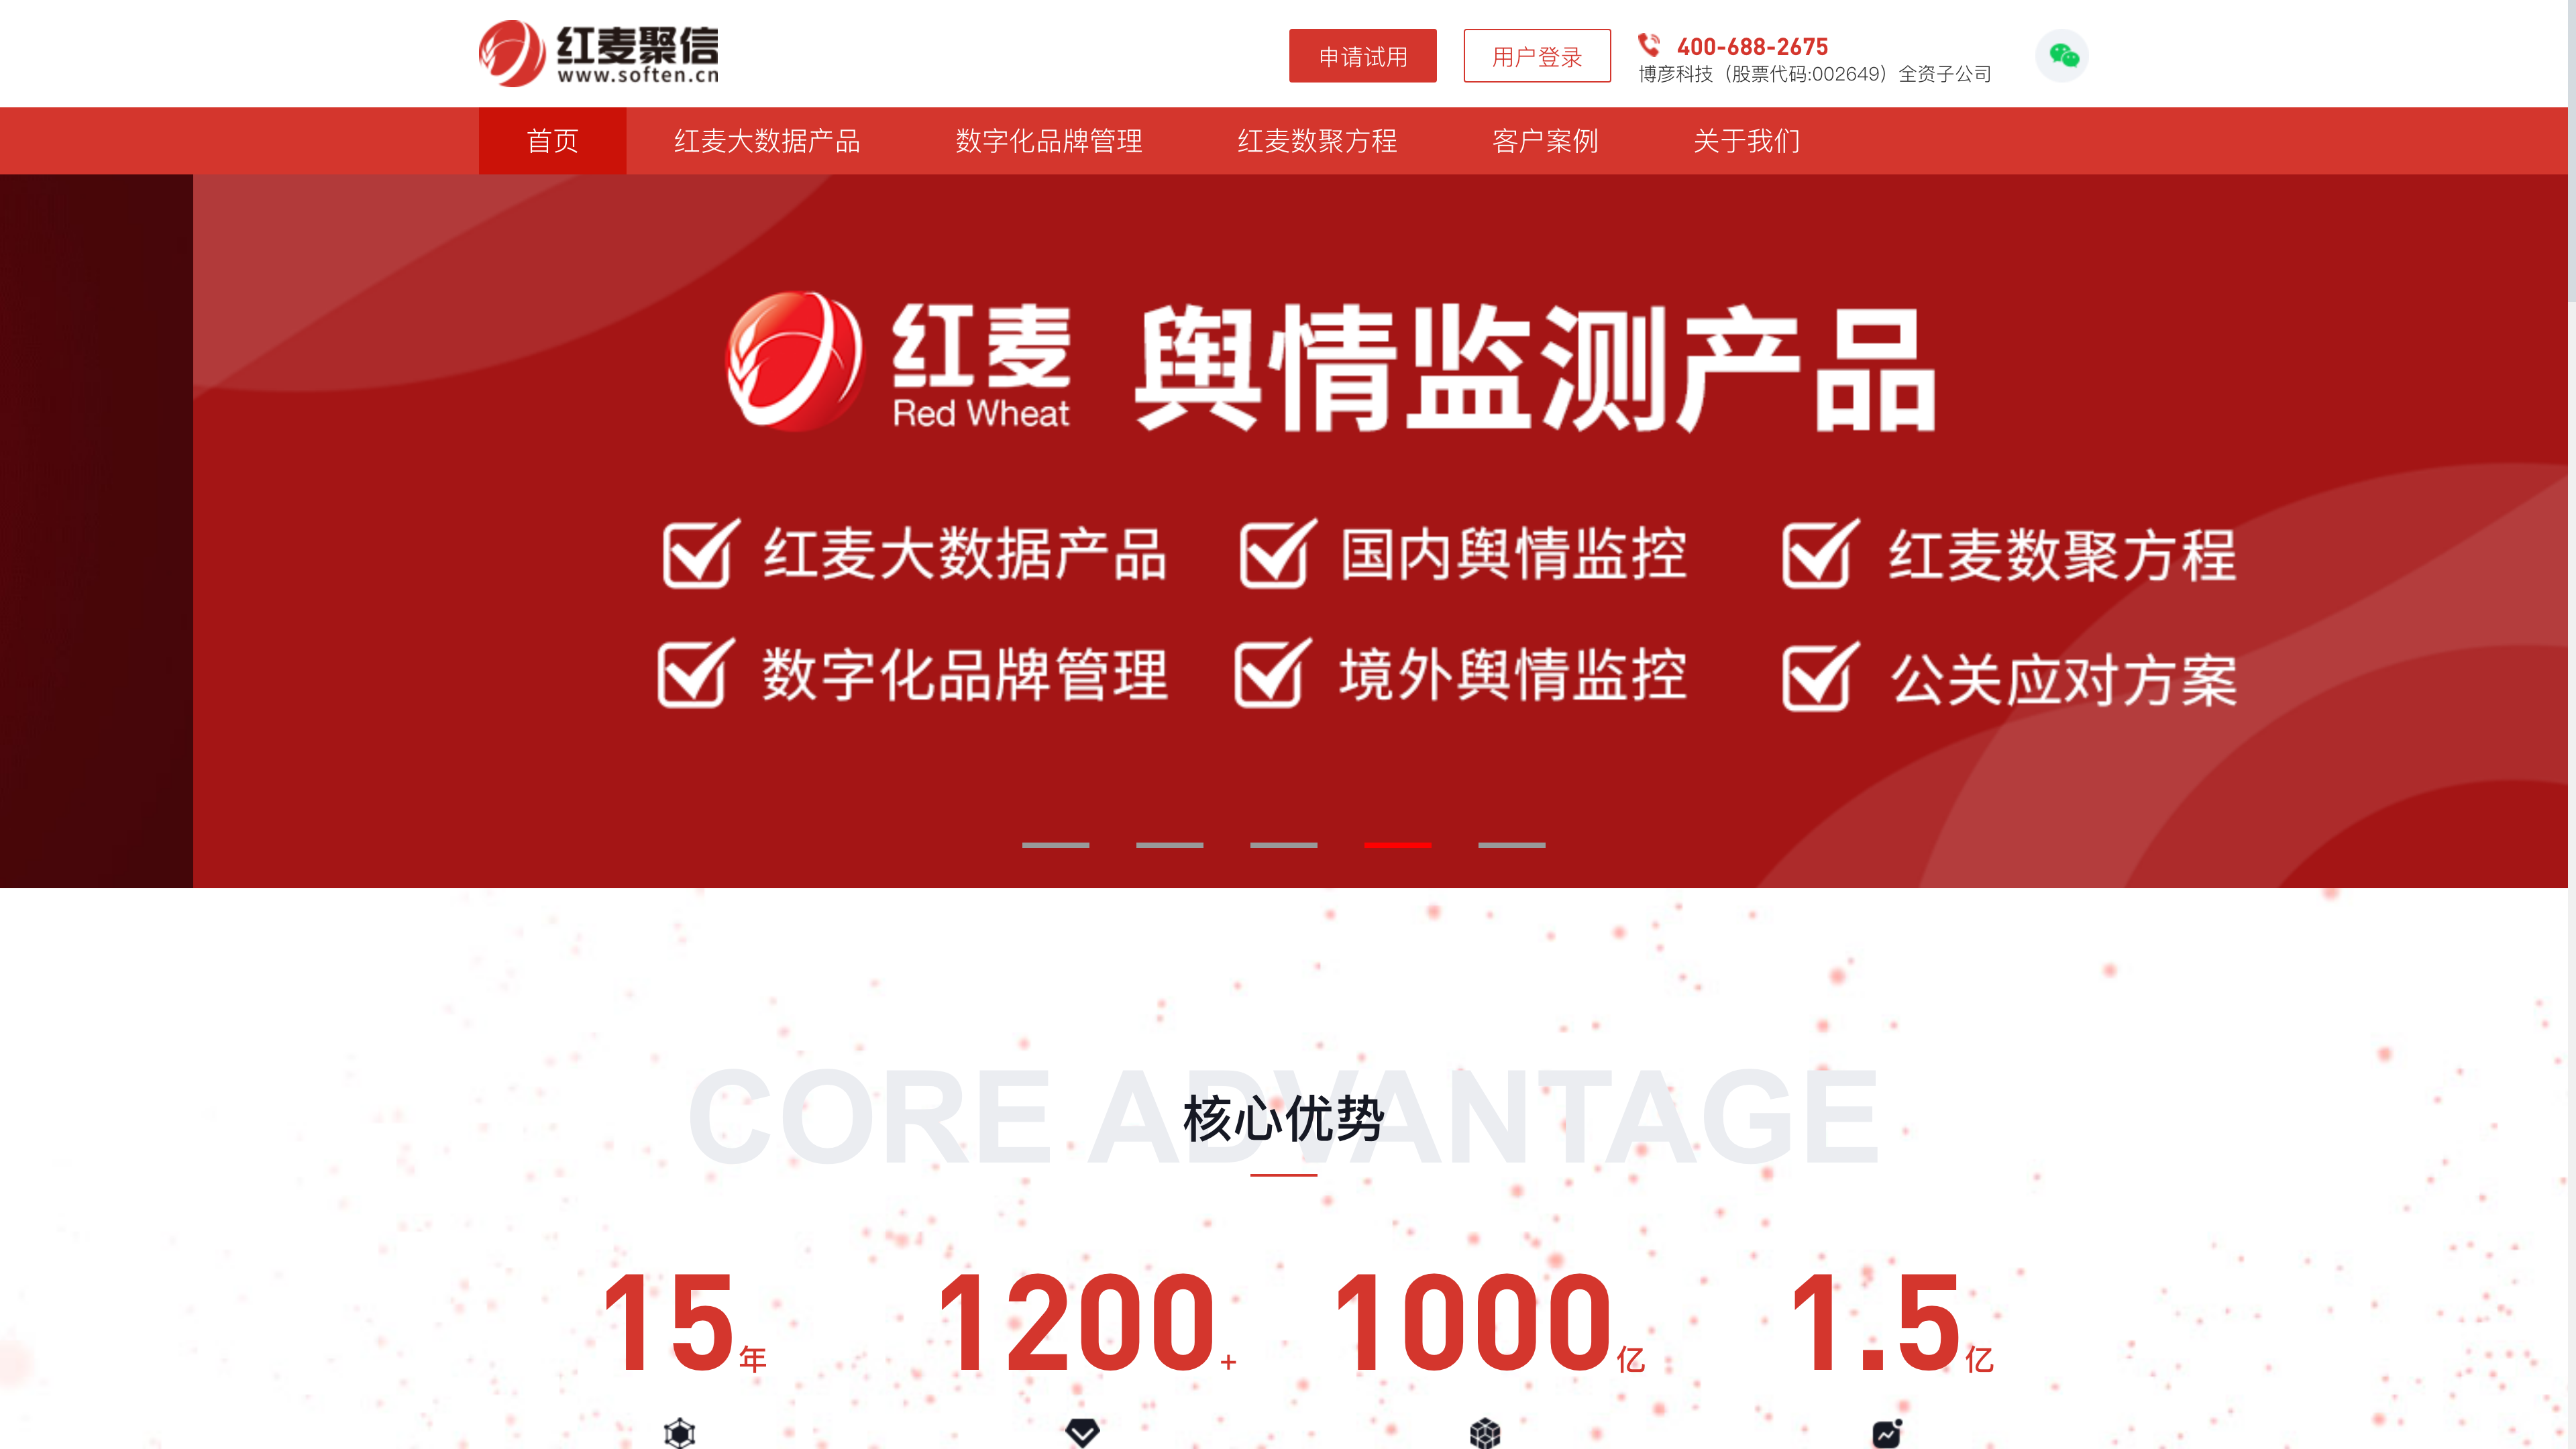 红麦聚信
www.soften.cn
申请试用
用户登录
400-688-2675
博彦科技（股票代码:002649）全资子公司
首页
红麦大数据产品
数字化品牌管理
红麦数聚方程
客户案例
关于我们
红麦
Red Wheat
舆情监测产品
红麦大数据产品
国内舆情监控
红麦数聚方程
数字化品牌管理
境外舆情监控
公关应对方案
CORE ADVANTAGE
核心优势
15年
1200+
1000亿
1.5亿